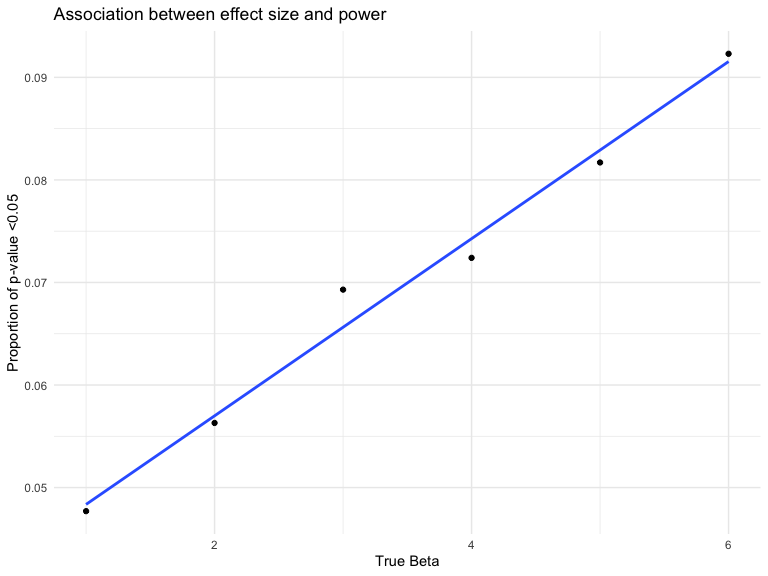 Association between effect size and power
0.09
0.08
0.07
0.06
0.05
Proportion of p-value <0.05
2
4
6
True Beta